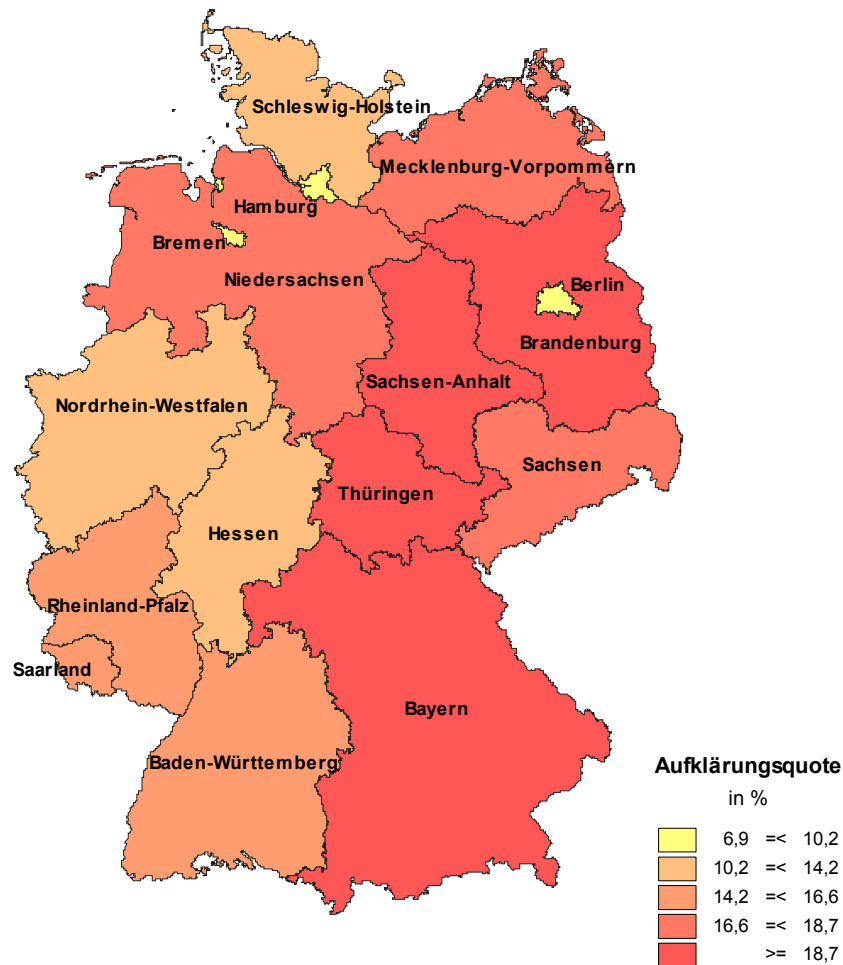 Schleswig-Holstein
Mecklenburg-Vorpommern
Hamburg
Bremen
Niedersachsen
Berlin
Brandenburg
Sachsen-Anhalt
Nordrhein-Westfalen
Sachsen
Thüringen
Hessen
Rheinland-Pfalz
Saarland
Bayern
Baden-Württemberg
Aufklärungsquote
in %
6,9 =< 10,2
10,2 =< 14,2
14,2 =< 16,6
16,6 =< 18,7
>= 18,7